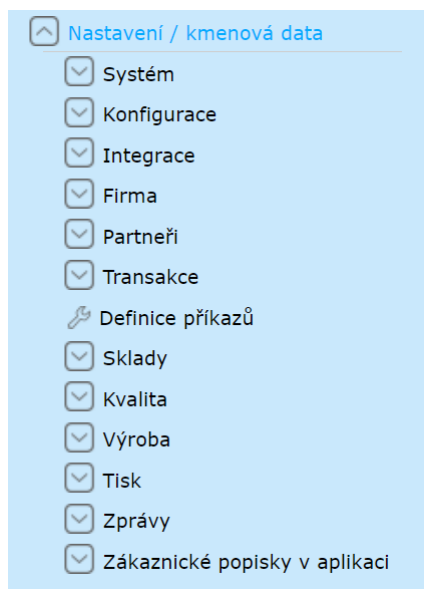 Nastavení / kmenová data
Systém
Konfigurace
Integrace
Firma
Partneři
Transakce
Definice příkazů
Sklady
Kvalita
Výroba
Tisk
Zprávy
Zákaznické popisky v aplikaci